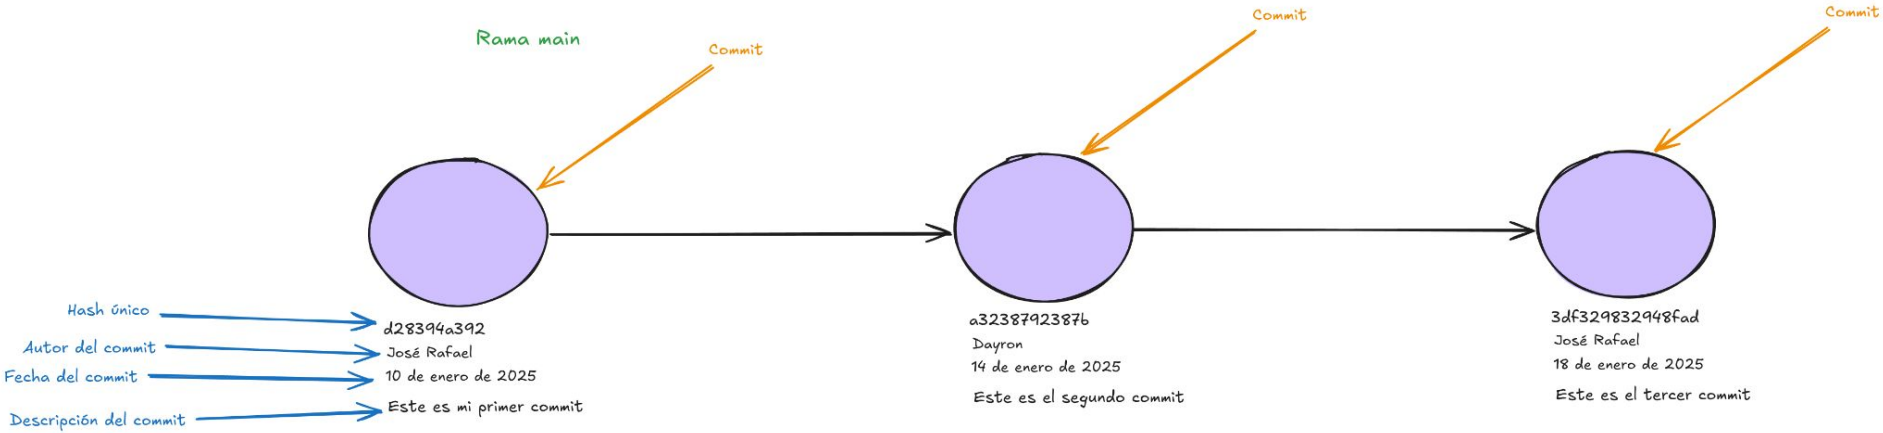 Rama main
Commit
Commit
Commit
Hash único
Autor del commit
Fecha del commit
Descripción del commit
d28394a392
José Rafael
10 de enero de 2025
Este es mi primer commit
a3238792387b
Dayron
14 de enero de 2025
Este es el segundo commit
3df329832948fad
José Rafael
18 de enero de 2025
Este es el tercer commit